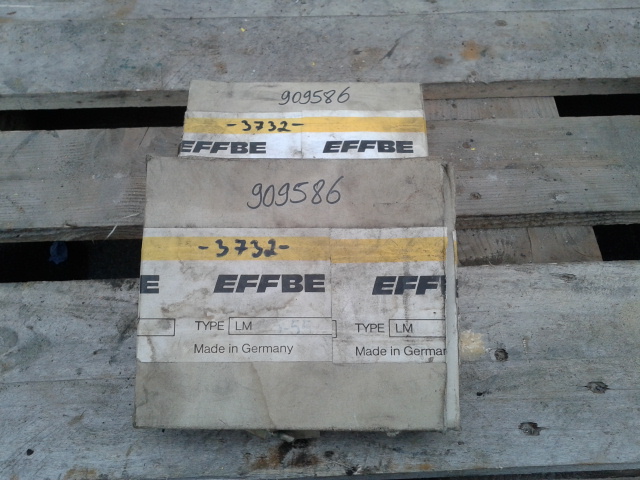 909586
-3732-
EFFBE EFFBE
909586
-3732-
E EFFBE EFF
TYPE LM TYPE LM
Made in Germany Made in German